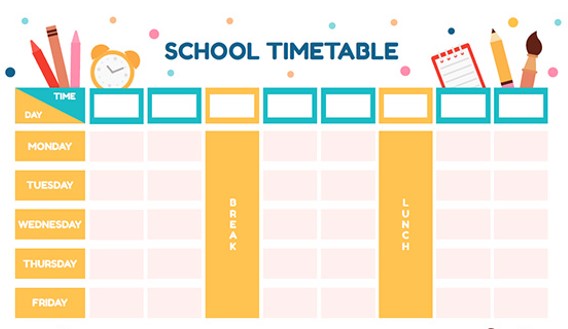 SCHOOL TIMETABLE
TIME
DAY
MONDAY
TUESDAY
WEDNESDAY
THURSDAY
FRIDAY
BREAK
LUNCH